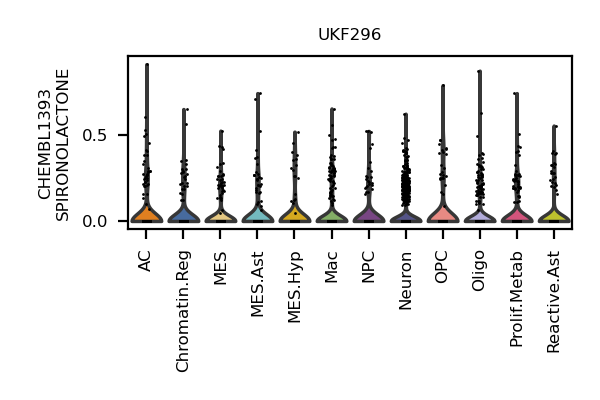 UKF296
CHEMBL1393
SPIRONOLACTONE
0.5
0.0
AC
Chromatin.Reg
MES
MES.Ast
MES.Hyp
Mac
NPC
Neuron
OPC
Oligo
Prolif.Metab
Reactive.Ast